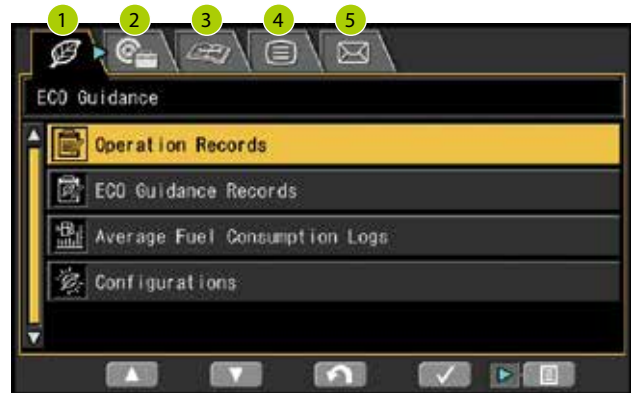 1 2 3 4 5
ECO Guidance
Operation Records
ECO Guidance Records
Average Fuel Consumption Logs
Configurations